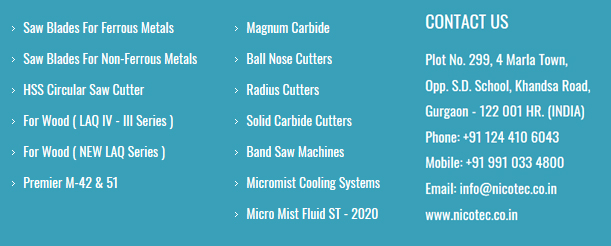 Saw Blades For Ferrous Metals
Saw Blades For Non-Ferrous Metals
HSS Circular Saw Cutter
For Wood ( LAQ IV - III Series )
For Wood ( NEW LAQ Series )
Premier M-42 & 51
Magnum Carbide
Ball Nose Cutters
Radius Cutters
Solid Carbide Cutters
Band Saw Machines
Micromist Cooling Systems
Micro Mist Fluid ST - 2020
CONTACT US
Plot No. 299, 4 Marla Town,
Opp. S.D. School, Khandsa Road,
Gurgaon - 122 001 HR. (INDIA)
Phone: +91 124 410 6043
Mobile: +91 991 033 4800
Email: info@nicotec.co.in
www.nicotec.co.in